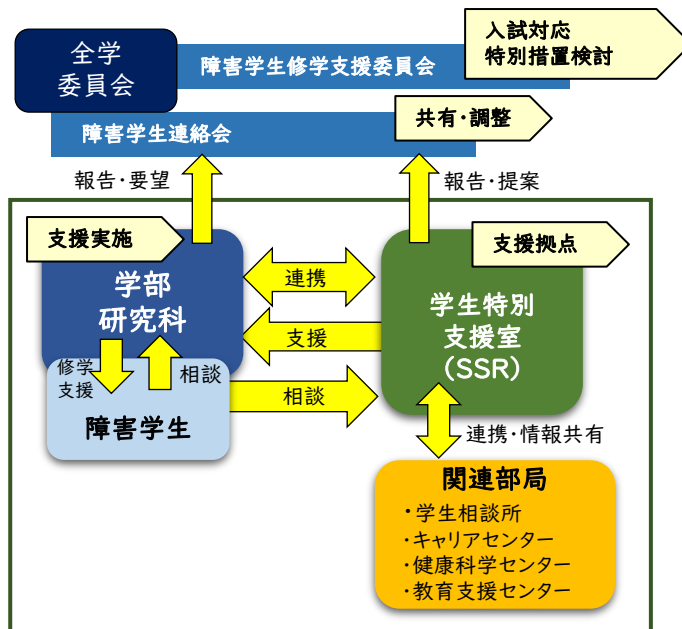 全学
委員会
障害学生修学支援委員会
入試対応
特別措置検討
障害学生連絡会
共有・調整
報告・要望
報告・提案
支援実施
支援拠点
学部
研究科
連携
学生特別
支援室
(SSR)
支援
修学
支援
相談
相談
障害学生
連携・情報共有
関連部局
・学生相談所
・キャリアセンター
・健康科学センター
・教育支援センター